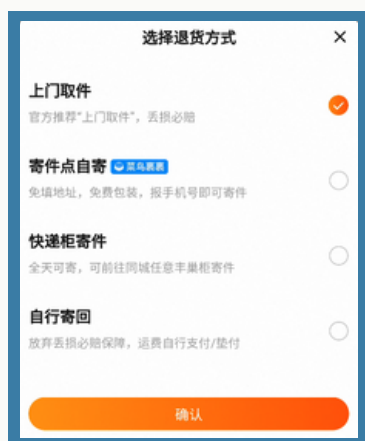 选择退货方式
上门取件
官方推荐“上门取件”，丢损必赔
寄件点自寄 菜鸟裹裹
免填地址，免费包装，报手机号即可寄件
快递柜寄件
全天可寄，可前往同城任意丰巢柜寄件
自行寄回
放弃丢损必赔保障，运费自行支付/垫付
确认